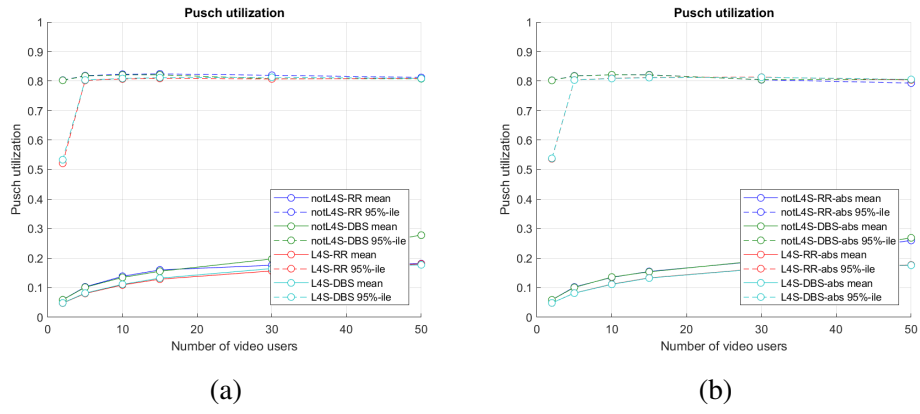 Pusch utilization
1
0.9
0.8
0.7
0.6
0.5
0.4
0.3
0.2
0.1
0
Pusch utilization
notL4S-RR mean
notL4S-RR 95%-ile
notL4S-DBS mean
notL4S-DBS 95%-ile
L4S-RR mean
L4S-RR 95%-ile
L4S-DBS mean
L4S-DBS 95%-ile
0 10 20 30 40 50
Number of video users
(a)
Pusch utilization
1
0.9
0.8
0.7
0.6
0.5
0.4
0.3
0.2
0.1
0
Pusch utilization
notL4S-RR-abs mean
notL4S-RR-abs 95%-ile
notL4S-DBS-abs mean
notL4S-DBS-abs 95%-ile
L4S-RR-abs mean
L4S-RR-abs 95%-ile
L4S-DBS-abs mean
L4S-DBS-abs 95%-ile
0 10 20 30 40 50
Number of video users
(b)